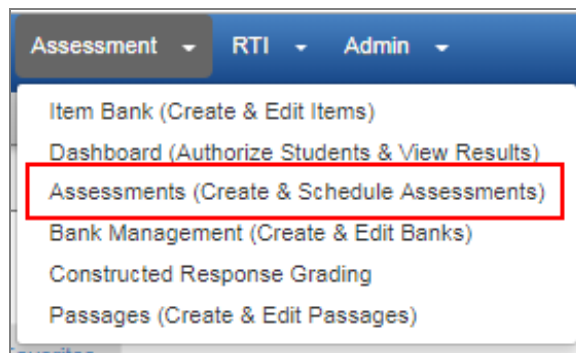 Assessment RTI Admin
Item Bank (Create & Edit Items)
Dashboard (Authorize Students & View Results)
Assessments (Create & Schedule Assessments)
Bank Management (Create & Edit Banks)
Constructed Response Grading
Passages (Create & Edit Passages)